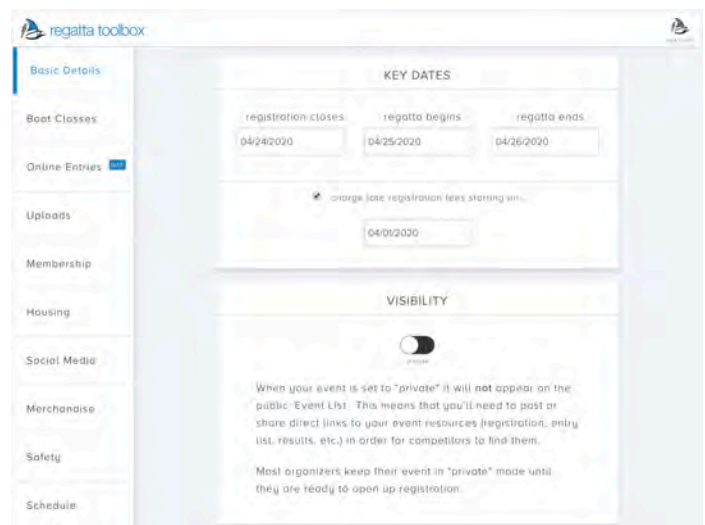 regatta toolbox
Basic Details
Boat Classes
Online Entries
Uploads
Membership
Housing
Social Media
Merchandise
Safety
Schedule
KEY DATES
registration closes regatta begins regatta ends
04/24/2020 04/25/2020 04/26/2020
charge late registration fees starting on:
04/01/2020
VISIBILITY
private
When your event is set to "private" it will not appear on the
public Event List. This means that you'll need to post or
share direct links to your event resources (registration, entry
list, results, etc.) in order for competitors to find them.
Most organizers keep their event in "private" mode until
they are ready to open up registration.